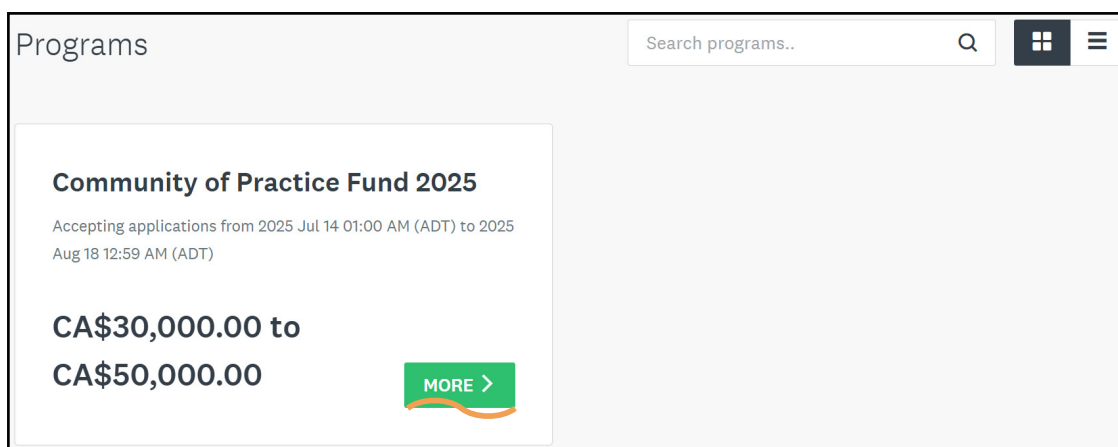 Programs
Search programs..
Community of Practice Fund 2025
Accepting applications from 2025 Jul 14 01:00 AM (ADT) to 2025
Aug 18 12:59 AM (ADT)
CA$30,000.00 to
CA$50,000.00
MORE